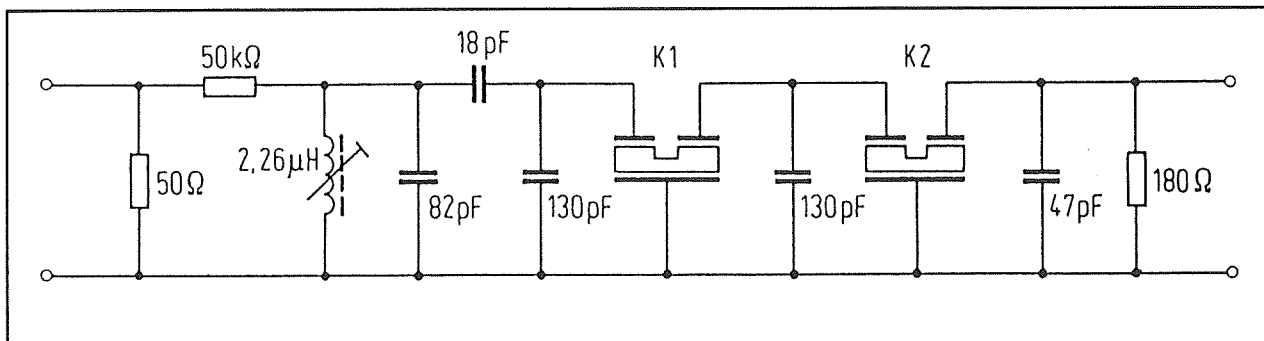 50kΩ
18pF
K1
K2
50Ω
2,26µH
82pF
130pF
130pF
47pF
180Ω